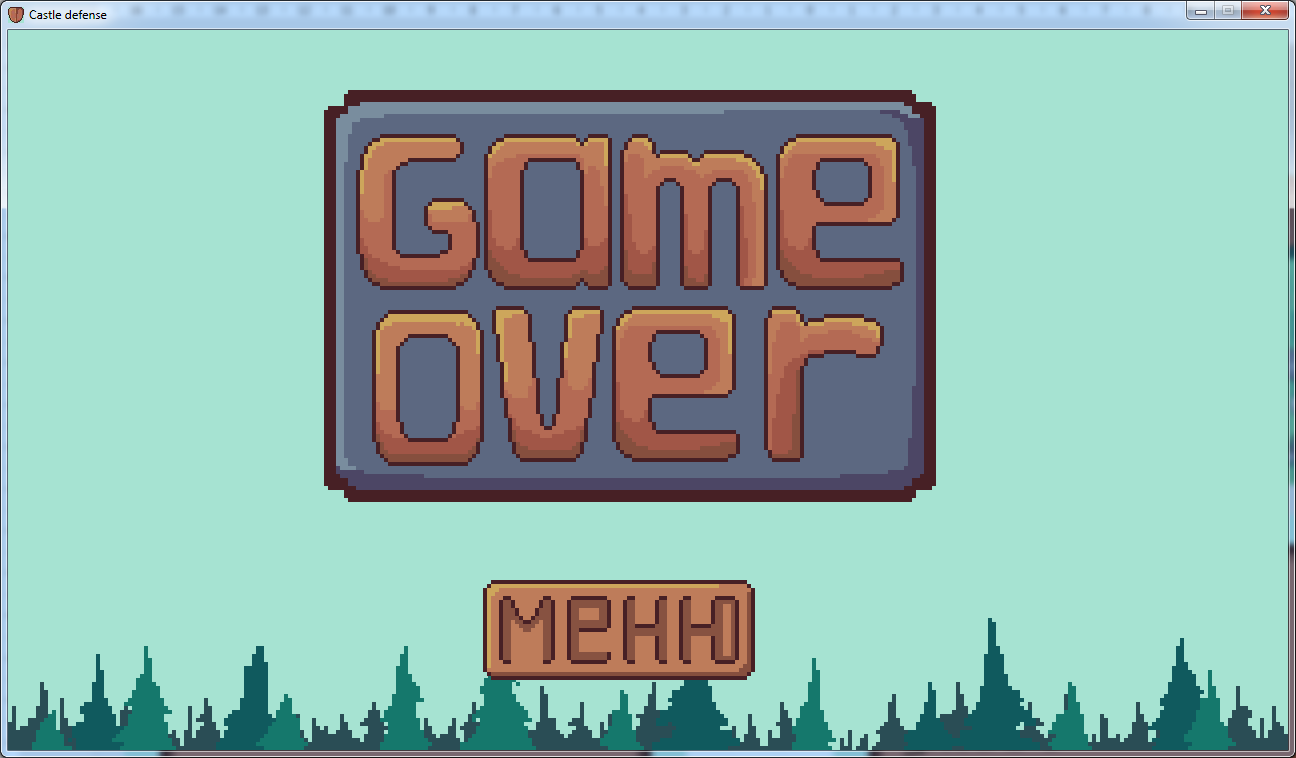 Castle defense
Game
over
Меню